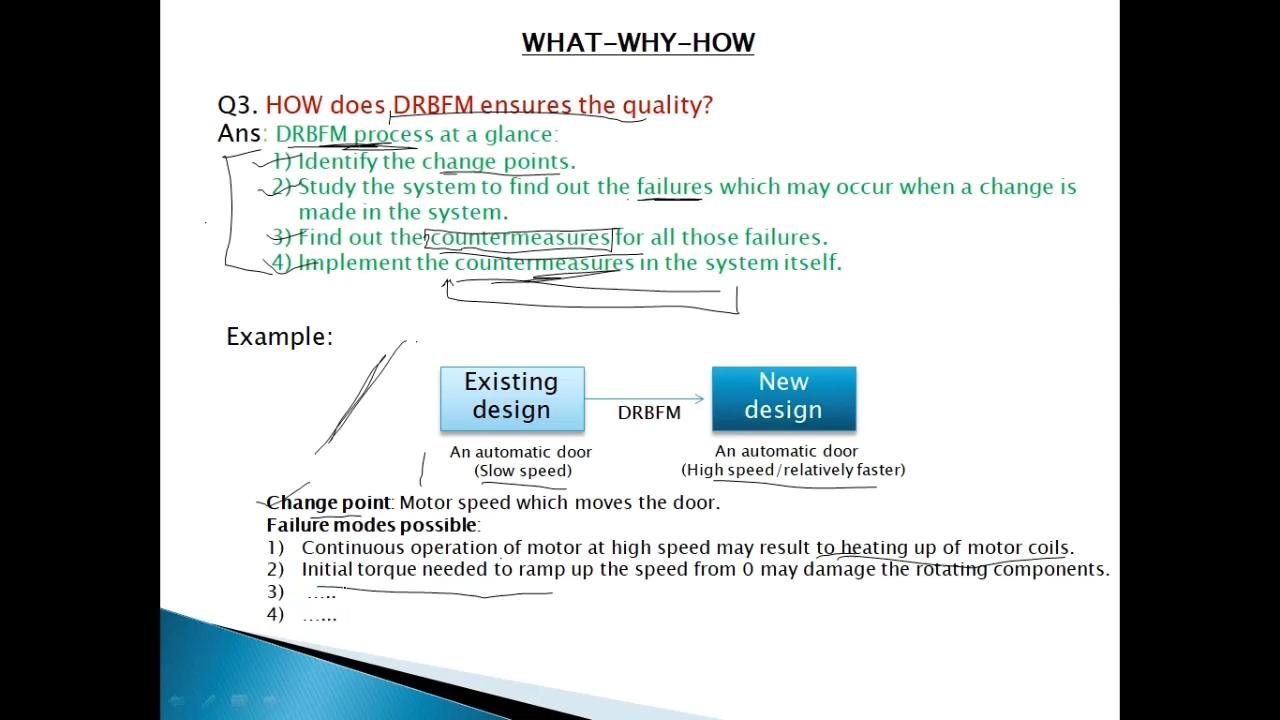 WHAT-WHY-HOW
Q3. HOW does DRBFM ensures the quality?
Ans: DRBFM process at a glance:
1) Identify the change points.
2) Study the system to find out the failures which may occur when a change is
made in the system.
3) Find out the countermeasures for all those failures.
4) Implement the countermeasures in the system itself.
Example:
Existing
design
DRBFM
New
design
An automatic door
(Slow speed)
An automatic door
(High speed/relatively faster)
Change point: Motor speed which moves the door.
Failure modes possible:
1) Continuous operation of motor at high speed may result to heating up of motor coils.
2) Initial torque needed to ramp up the speed from 0 may damage the rotating components.
3) .....
4) ......